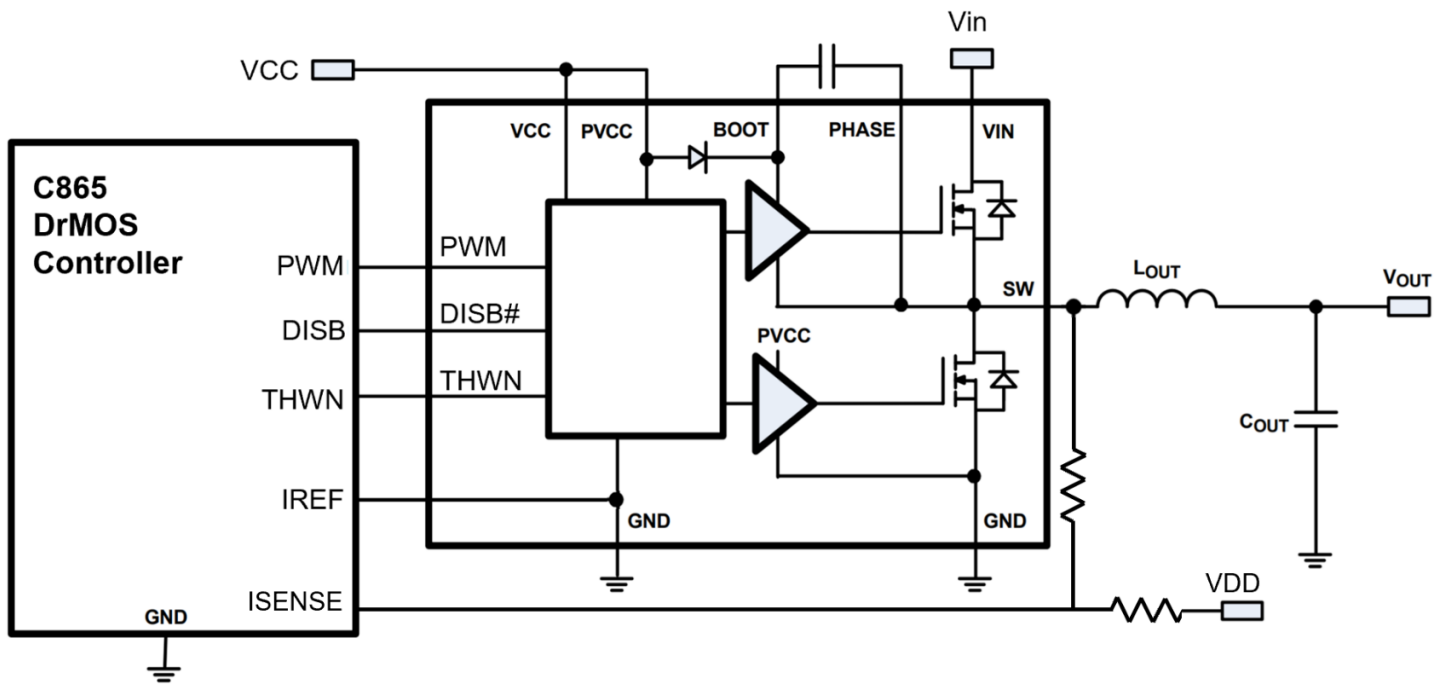 Vin
VCC
VCC
PVCC
BOOT
PHASE
VIN
C865
DrMOS
Controller
PWM
PWM
DISB
DISB#
THWN
THWN
SW
LOUT
VOUT
PVCC
COUT
IREF
GND
GND
ISENSE
VDD
GND